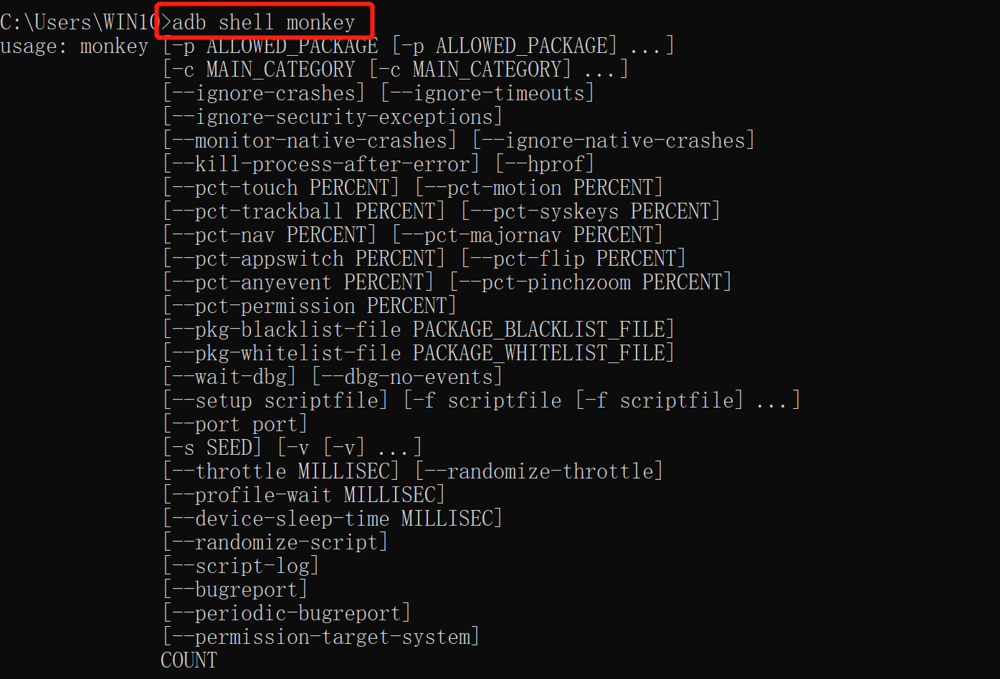 C:\Users\WIN10>adb shell monkey
usage: monkey [-p ALLOWED_PACKAGE [-p ALLOWED_PACKAGE] ...]
[-c MAIN_CATEGORY [-c MAIN_CATEGORY] ...]
[--ignore-crashes] [--ignore-timeouts]
[--ignore-security-exceptions]
[--monitor-native-crashes] [--ignore-native-crashes]
[--kill-process-after-error] [--hprof]
[--pct-touch PERCENT] [--pct-motion PERCENT]
[--pct-trackball PERCENT] [--pct-syskeys PERCENT]
[--pct-nav PERCENT] [--pct-majornav PERCENT]
[--pct-appswitch PERCENT] [--pct-flip PERCENT]
[--pct-anyevent PERCENT] [--pct-pinchzoom PERCENT]
[--pct-permission PERCENT]
[--pkg-blacklist-file PACKAGE_BLACKLIST_FILE]
[--pkg-whitelist-file PACKAGE_WHITELIST_FILE]
[--wait-dbg] [--dbg-no-events]
[--setup scriptfile] [-f scriptfile [-f scriptfile] ...]
[--port port]
[-s SEED] [-v [-v] ...]
[--throttle MILLISEC] [--randomize-throttle]
[--profile-wait MILLISEC]
[--device-sleep-time MILLISEC]
[--randomize-script]
[--script-log]
[--bugreport]
[--periodic-bugreport]
[--permission-target-system]
COUNT